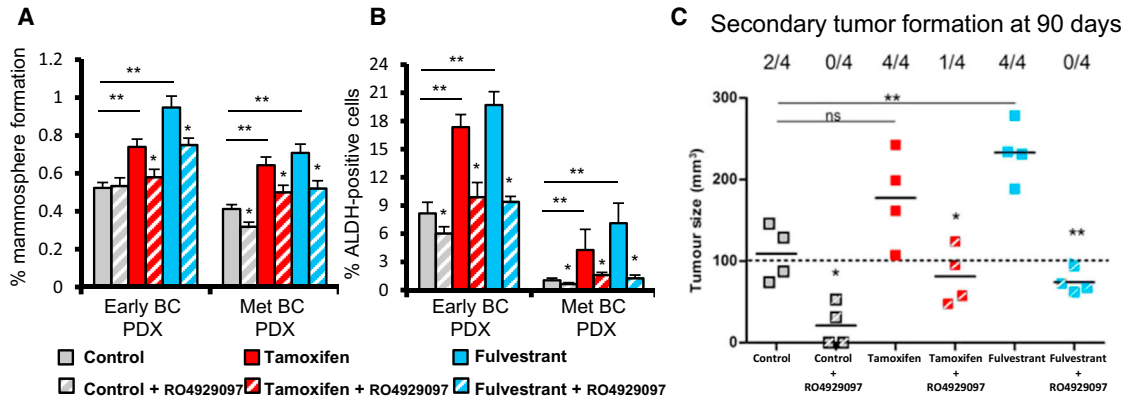 A
% mammosphere formation
1.2
1
0.8
0.6
0.4
0.2
0
**
**
*
*
**
**
*
*
*
Early BC
PDX
Met BC
PDX
B
% ALDH-positive cells
24
21
18
15
12
9
6
3
0
**
**
*
*
*
**
**
*
*
*
Early BC
PDX
Met BC
PDX
Control
Tamoxifen
Fulvestrant
Control + RO4929097
Tamoxifen + RO4929097
Fulvestrant + RO4929097
C
Secondary tumor formation at 90 days
2/4 0/4 4/4 1/4 4/4 0/4
Tumour size (mm³)
300
200
100
0
**
ns
*
*
**
Control
Control
+
RO4929097
Tamoxifen
Tamoxifen
+
RO4929097
Fulvestrant
Fulvestrant
+
RO4929097